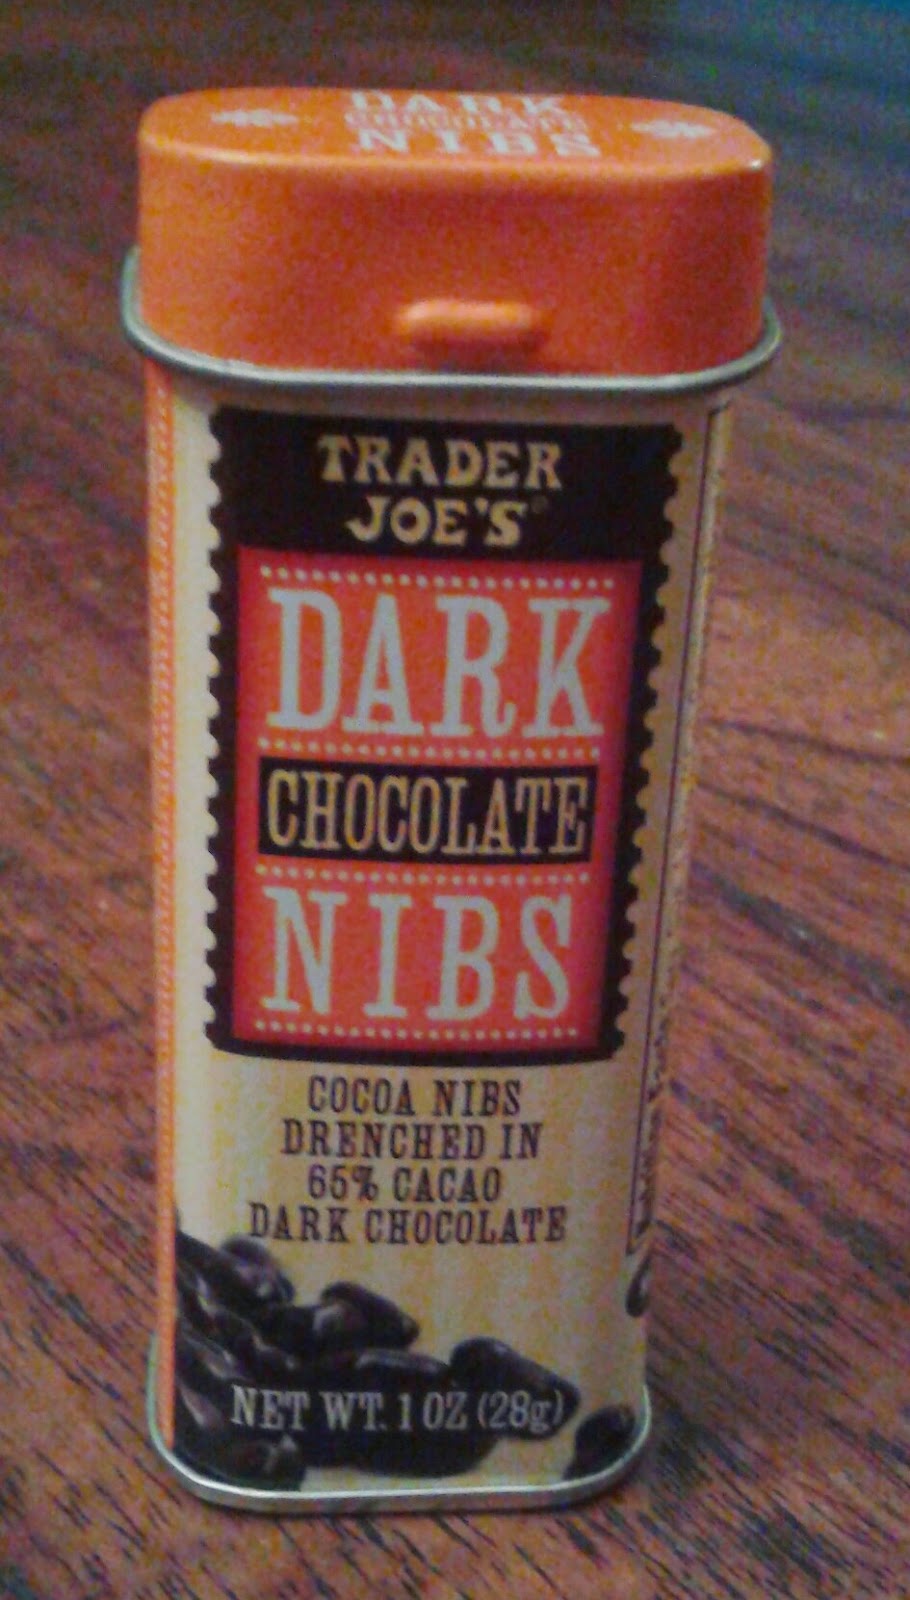 DARK
CHOCOLATE
NIBS
TRADER
JOE'S®
DARK
CHOCOLATE
NIBS
COCOA NIBS
DRENCHED IN
65% CACAO
DARK CHOCOLATE
NET WT. 1 OZ (28g)